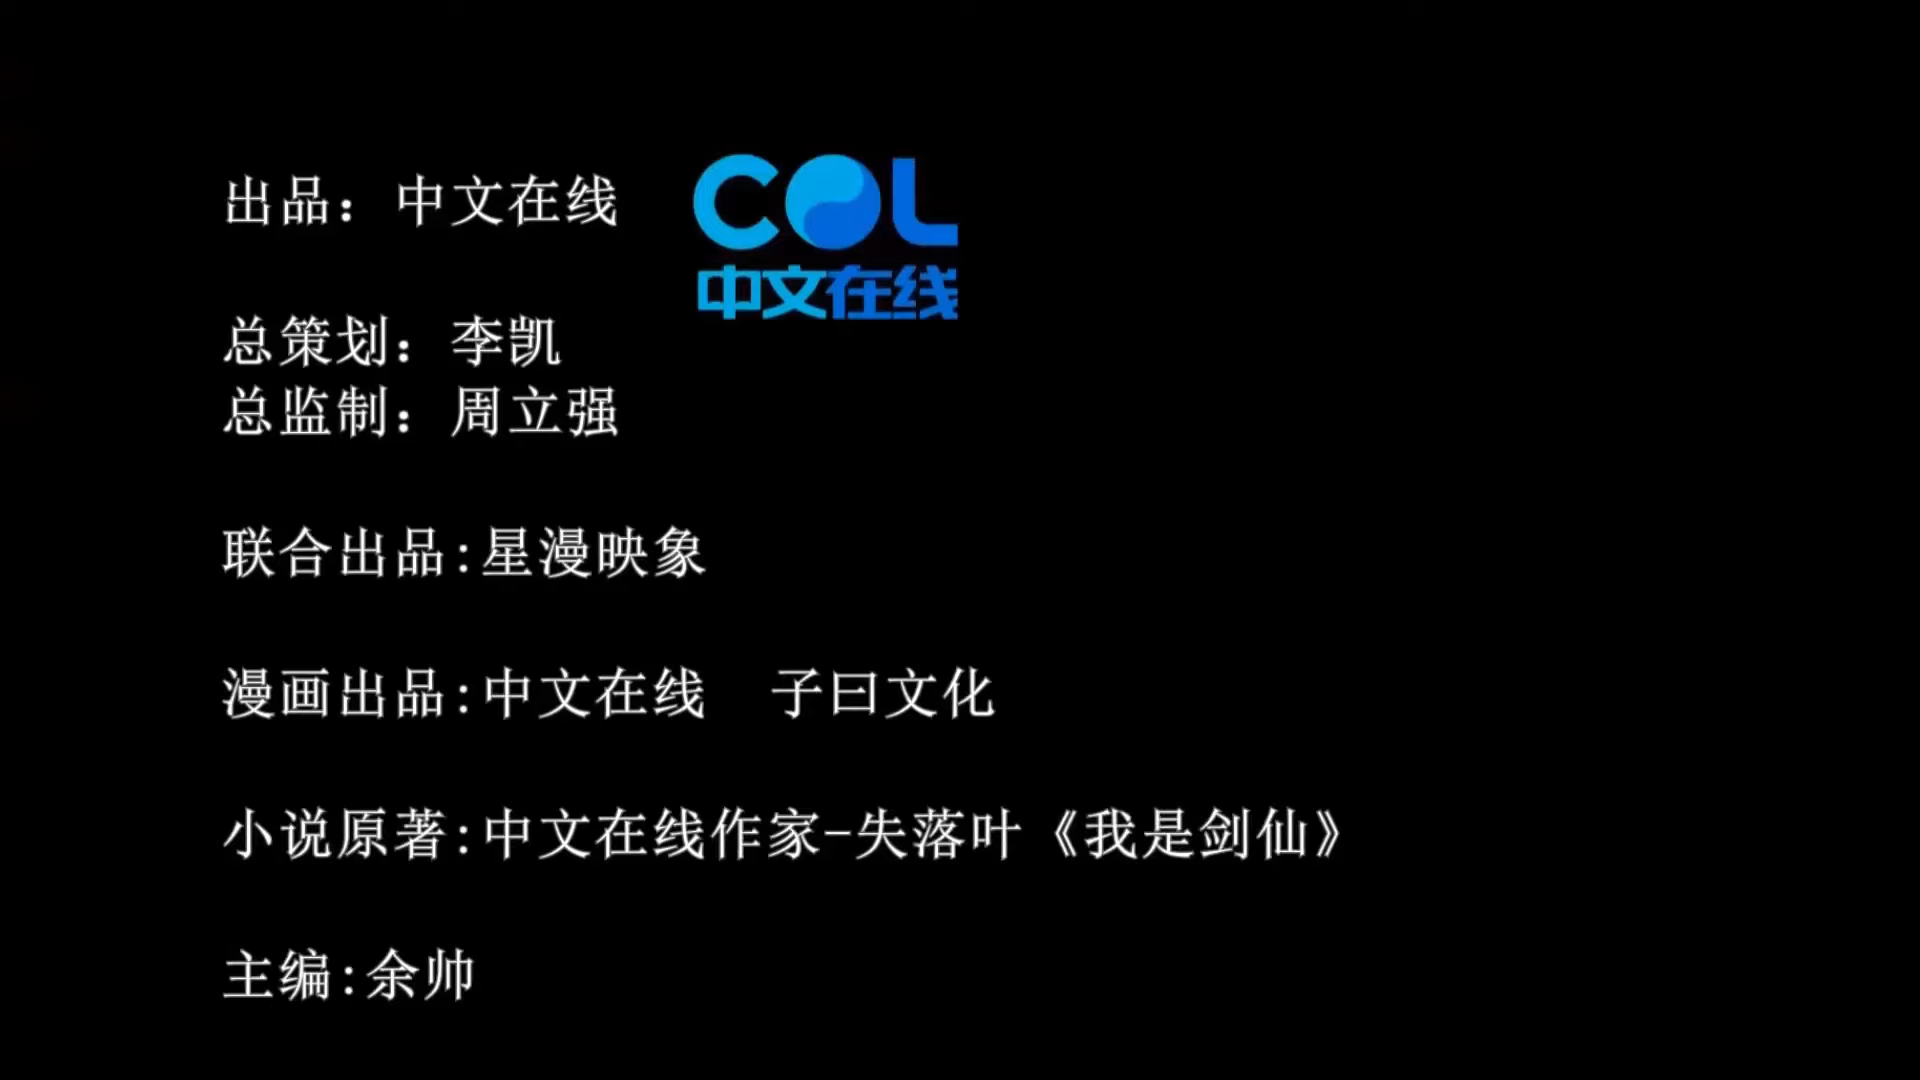 出品：中文在线
COL
中文在线
总策划：李凯
总监制：周立强
联合出品:星漫映象
漫画出品:中文在线 子曰文化
小说原著:中文在线作家-失落叶《我是剑仙》
主编:余帅